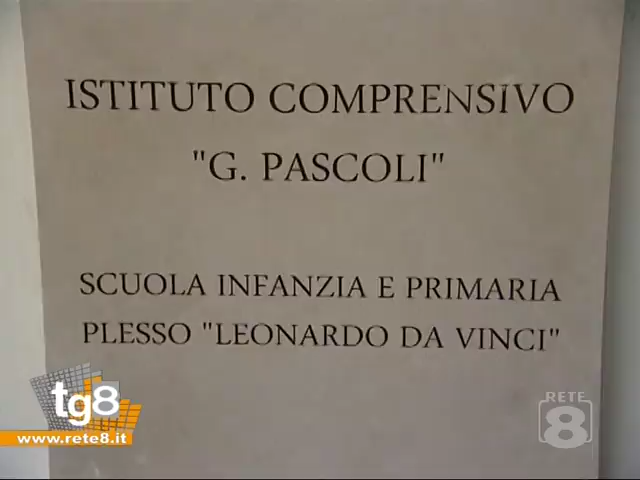 ISTITUTO COMPRENSIVO
"G. PASCOLI"
SCUOLA INFANZIA E PRIMARIA
PLESSO "LEONARDO DA VINCI"
tg8
www.rete8.it
RETE
8